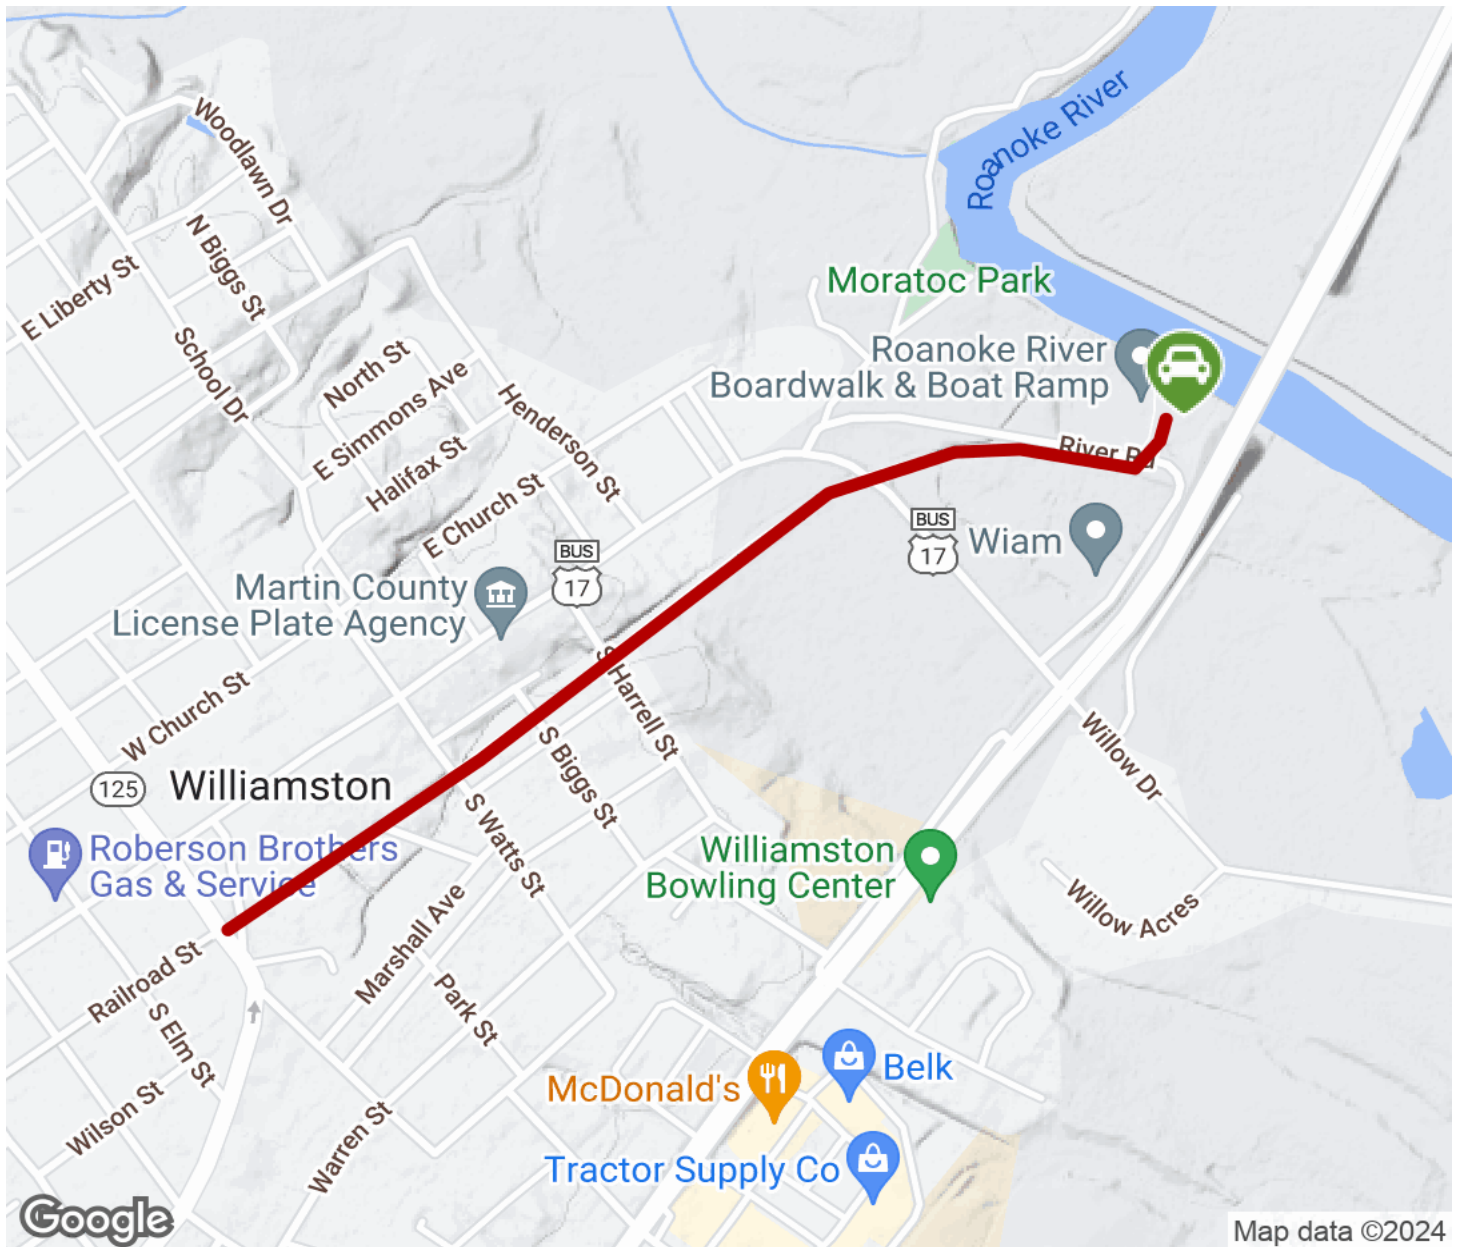 Roanoke River
Woodlawn Dr
N Biggs St
E Liberty St
Moratoc Park
School Dr
North St
E Simmons Ave
Roanoke River
Boardwalk & Boat Ramp
Henderson St
Halifax St
River Rd
E Church St
BUS
17
BUS
17
Wiam
Martin County
License Plate Agency
S Harrell St
W Church St
S Biggs St
Willow Dr
125
Williamston
S Watts St
Roberson Brothers
Gas & Service
Williamston
Bowling Center
Marshall Ave
Willow Acres
Railroad St
Park St
S Elm St
McDonald's
Belk
Wilson St
Warren St
Tractor Supply Co
Google
Map data ©2024